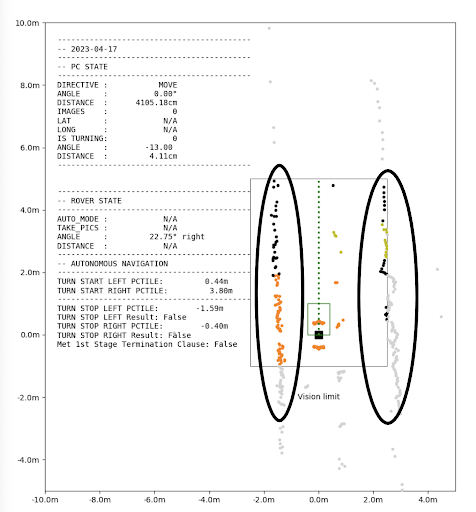 10.0m
-- 2023-04-17
-- PC STATE
DIRECTIVE : MOVE
ANGLE : 0.00°
DISTANCE : 4105.18cm
IMAGES : 0
LAT : N/A
LONG : N/A
IS TURNING: N/A
ANGLE : -13.00
DISTANCE : 4.11cm
8.0m
6.0m
-- ROVER STATE
AUTO_MODE : N/A
TAKE_PICS : N/A
ANGLE : 22.75° right
DISTANCE : N/A
4.0m
-- AUTONOMOUS NAVIGATION
TURN START LEFT PCTILE: 0.44m
TURN START RIGHT PCTILE: 3.80m
2.0m
TURN STOP LEFT PCTILE: -1.59m
TURN STOP LEFT Result: False
TURN STOP RIGHT PCTILE: -0.40m
TURN STOP RIGHT Result: False
Met 1st Stage Termination Clause: False
0.0m
-2.0m
Vision limit
-4.0m
-10.0m -8.0m -6.0m -4.0m -2.0m 0.0m 2.0m 4.0m